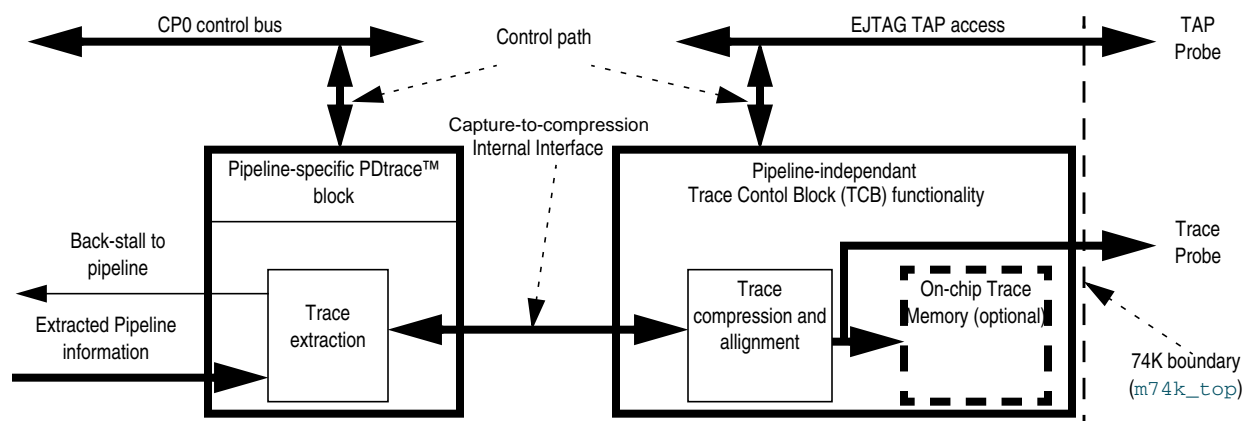 CP0 control bus
Control path
EJTAG TAP access
TAP
Probe
Capture-to-compression
Internal Interface
Pipeline-specific PDtrace™
block
Pipeline-independant
Trace Contol Block (TCB) functionality
Back-stall to
pipeline
Trace
Probe
Extracted Pipeline
information
Trace
extraction
Trace
compression and
allignment
On-chip Trace
Memory (optional)
74K boundary
(m74k_top)